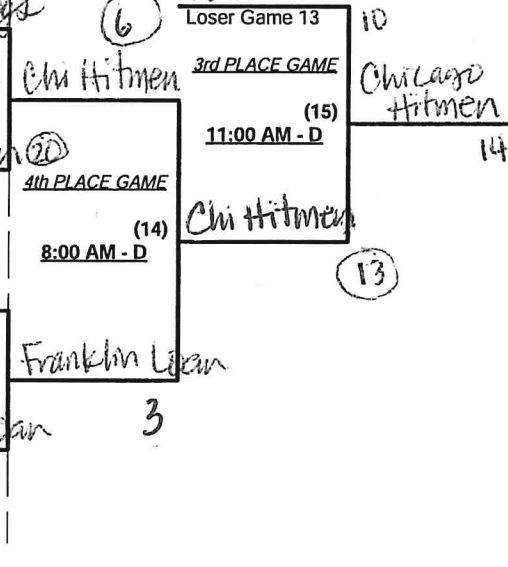 6
Loser Game 13
10
3rd PLACE GAME
Chi Hitmen
Chicago
Hitmen
(15)
11:00 AM - D
14
20
4th PLACE GAME
Chi Hitmen
(14)
8:00 AM - D
13
Franklin Loan
3